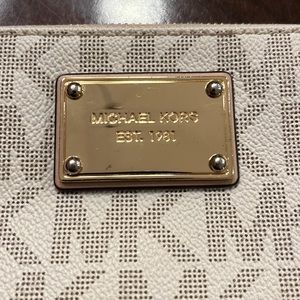 MICHAEL KORS
EST. 1981